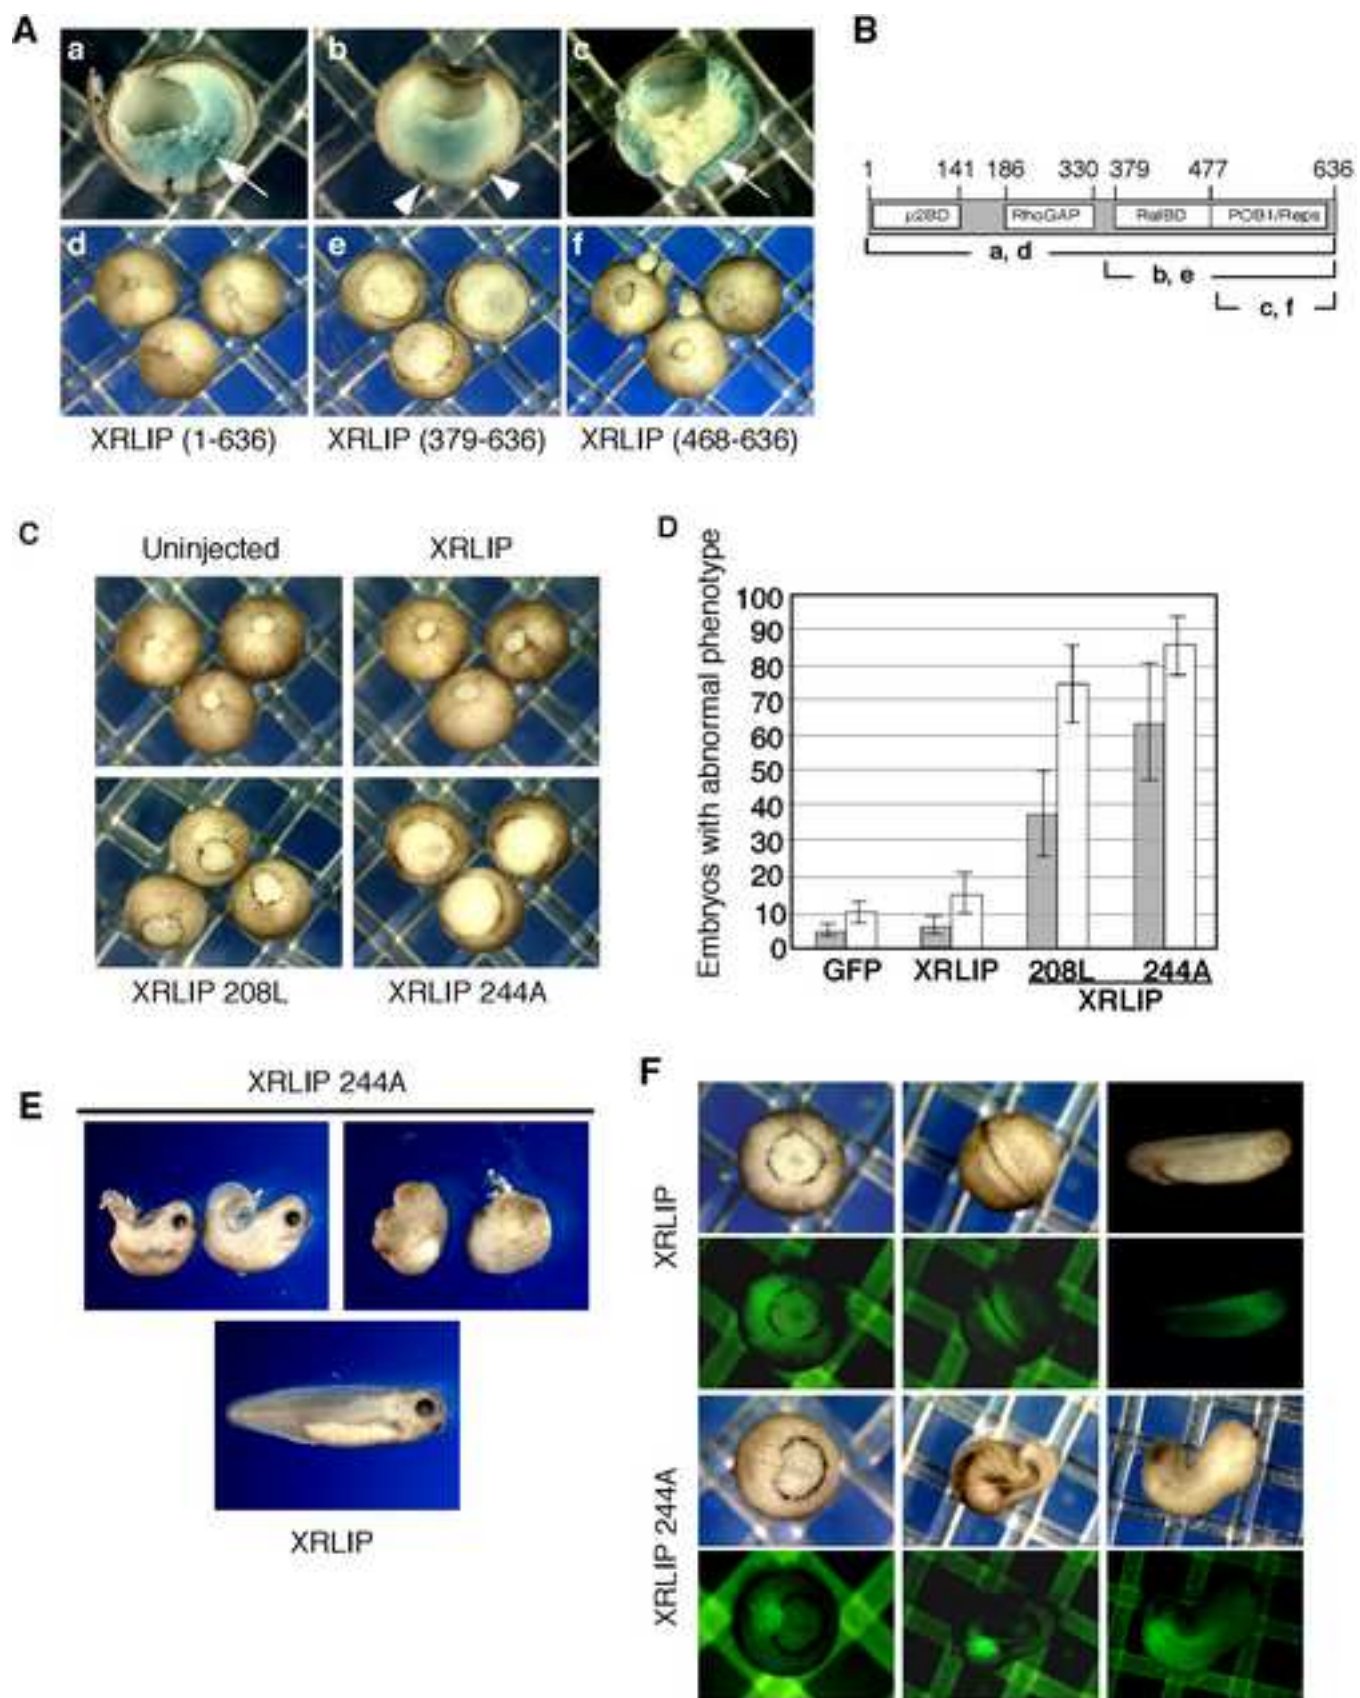 A
a
b
c
d
e
f
XRLIP (1-636)
XRLIP (379-636)
XRLIP (468-636)
B
1 141 186 330 379 477 636
µ2BD RhoGAP RalBD POB1/Reps
a, d
b, e
c, f
C
Uninjected
XRLIP
XRLIP 208L
XRLIP 244A
D
Embryos with abnormal phenotype
100
90
80
70
60
50
40
30
20
10
0
GFP XRLIP 208L 244A
XRLIP
E
XRLIP 244A
XRLIP
F
XRLIP
XRLIP 244A